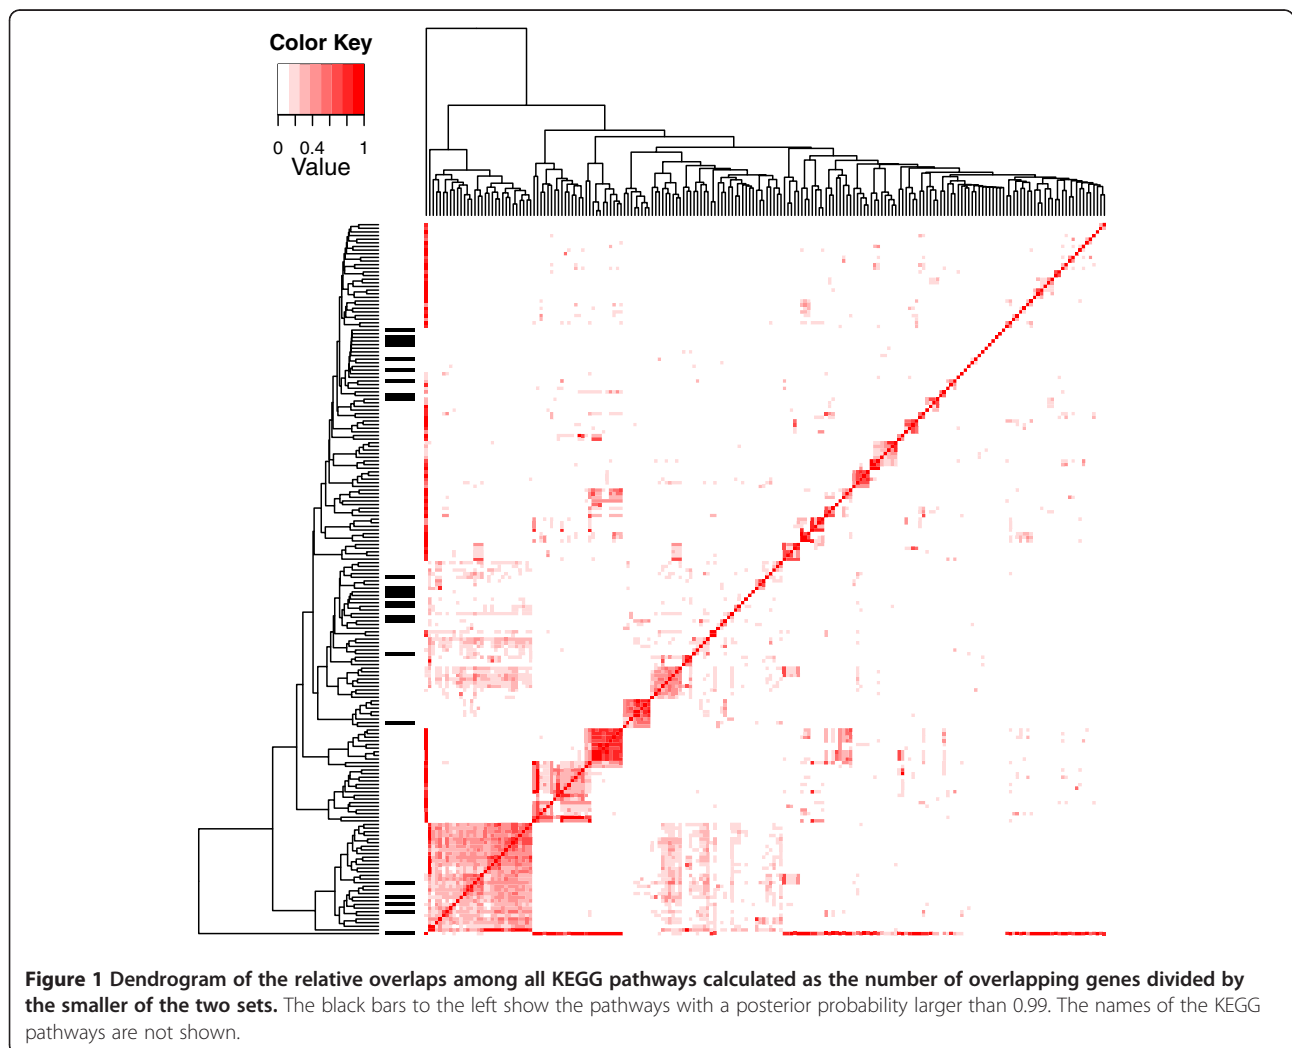 Color Key
0 0.4 1
Value
Figure 1 Dendrogram of the relative overlaps among all KEGG pathways calculated as the number of overlapping genes divided by
the smaller of the two sets. The black bars to the left show the pathways with a posterior probability larger than 0.99. The names of the KEGG
pathways are not shown.